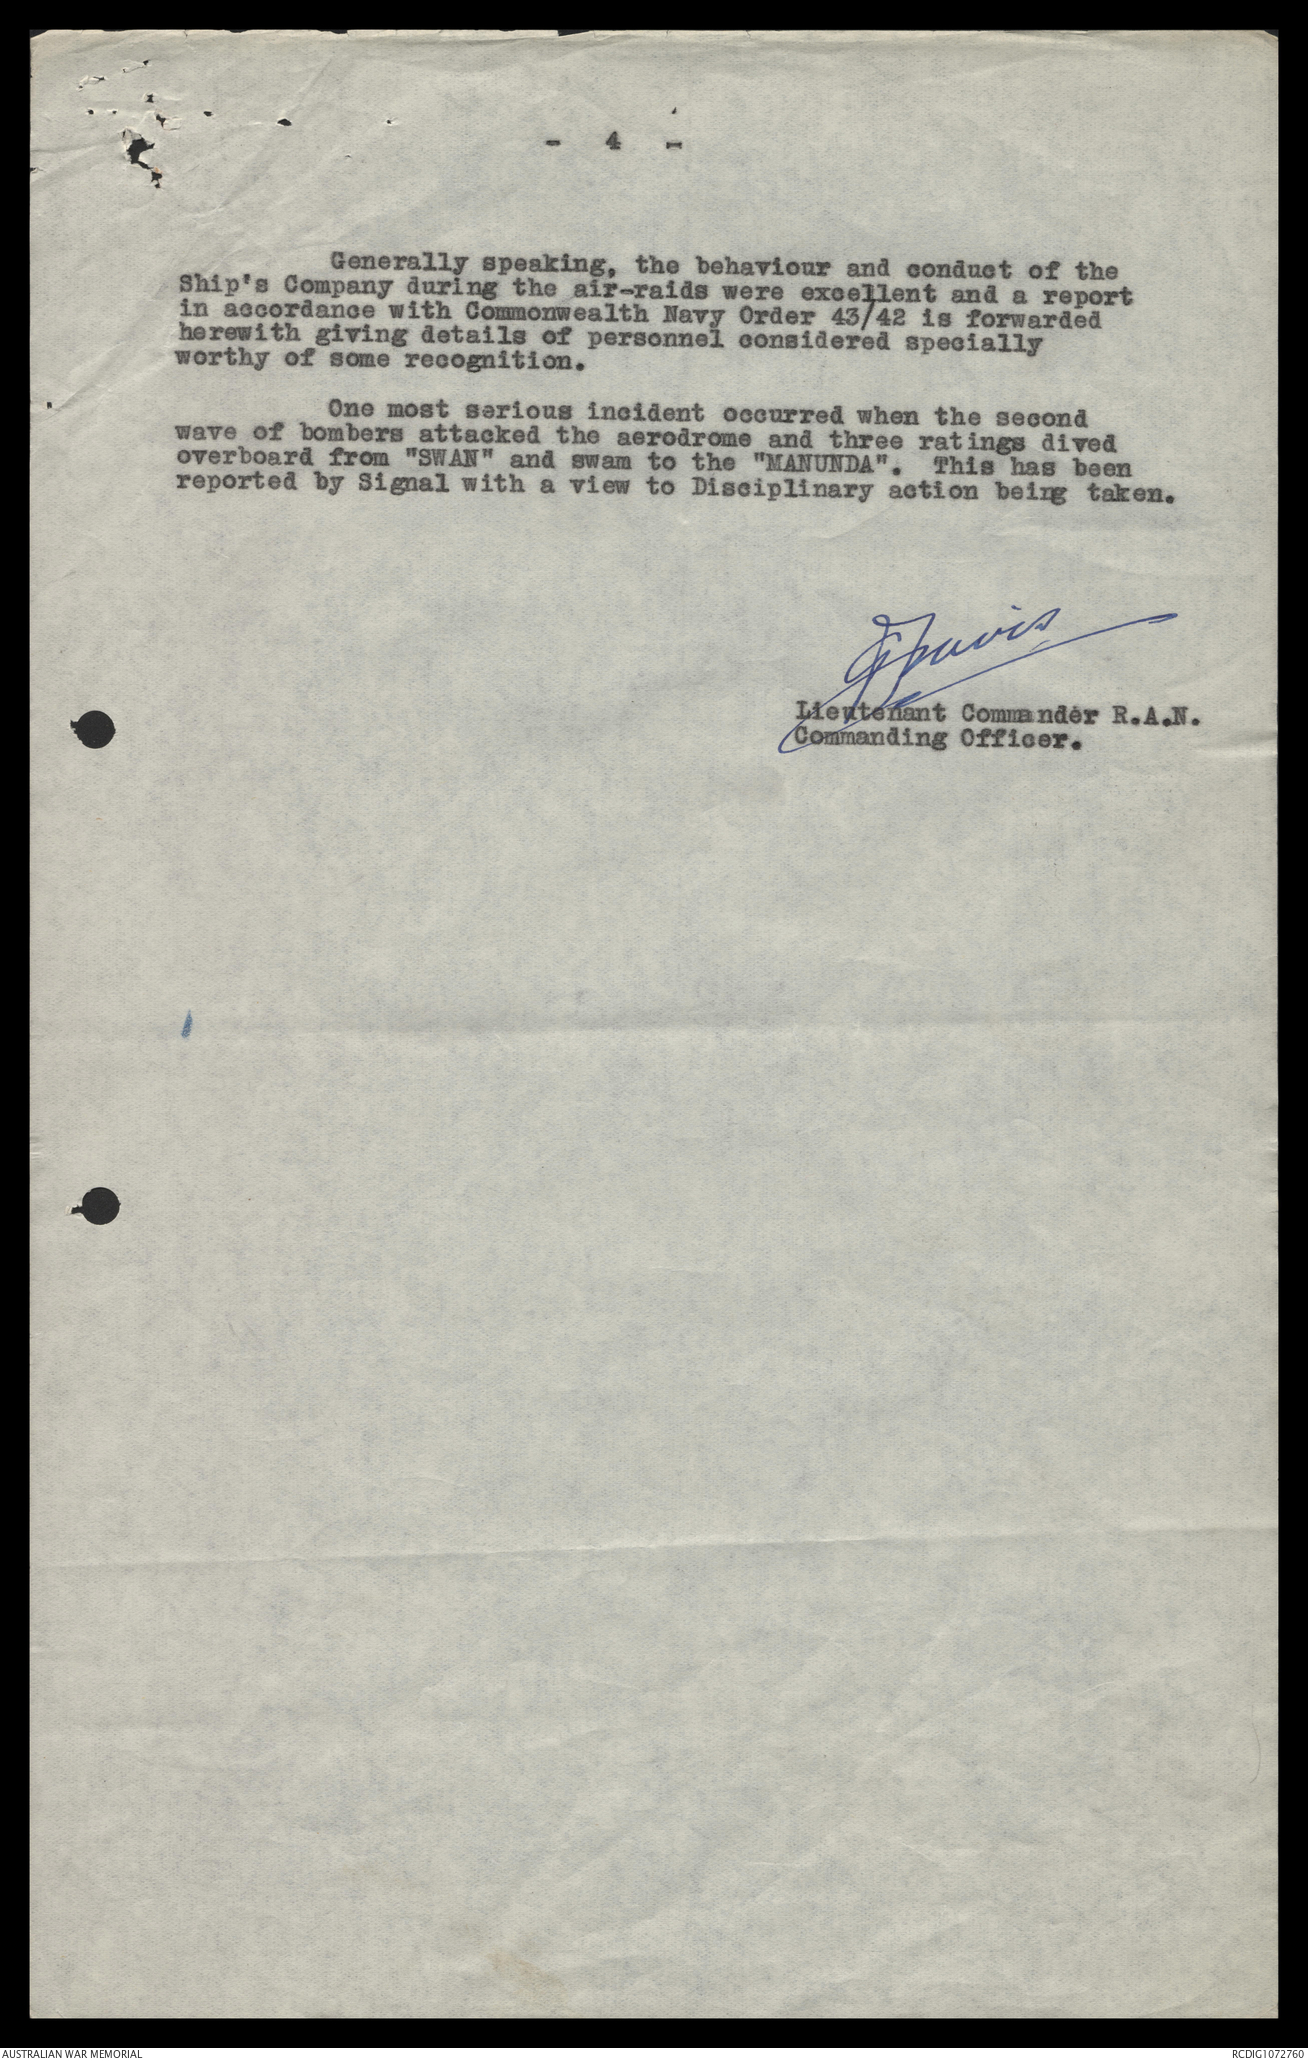 - 4 -
Generally speaking, the behaviour and conduct of the
Ship's Company during the air-raids were excellent and a report
in accordance with Commonwealth Navy Order 43/42 is forwarded
herewith giving details of personnel considered specially
worthy of some recognition.
One most serious incident occurred when the second
wave of bombers attacked the aerodrome and three ratings dived
overboard from "SWAN" and swam to the "MANUNDA". This has been
reported by Signal with a view to Disciplinary action being taken.
Lieutenant Commander R.A.N.
Commanding Officer.
AUSTRALIAN WAR MEMORIAL
RCDIG1072760